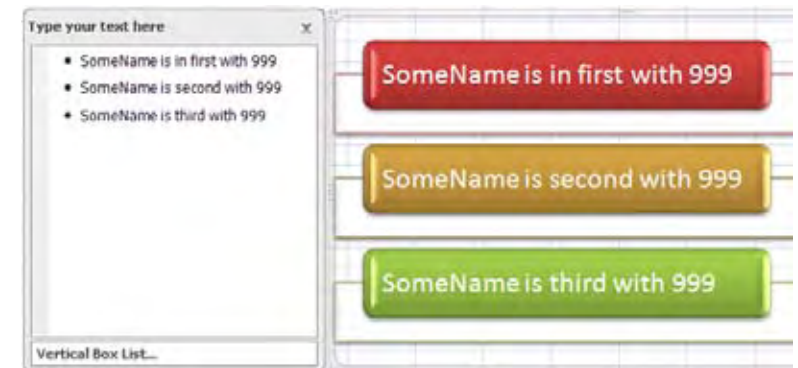 Type your text here x
• SomeName is in first with 999
• SomeName is second with 999
• SomeName is third with 999
Vertical Box List...
SomeName is in first with 999
SomeName is second with 999
SomeName is third with 999